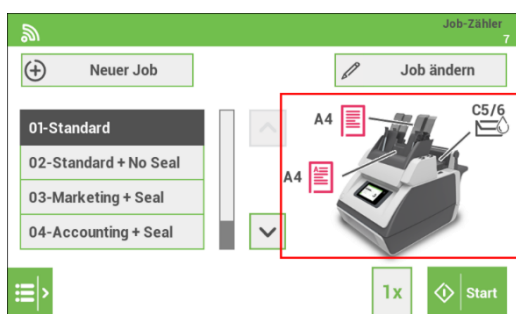 Job-Zähler
7
Neuer Job
Job ändern
01-Standard
02-Standard + No Seal
03-Marketing + Seal
04-Accounting + Seal
A4
C5/6
A4
1x
Start